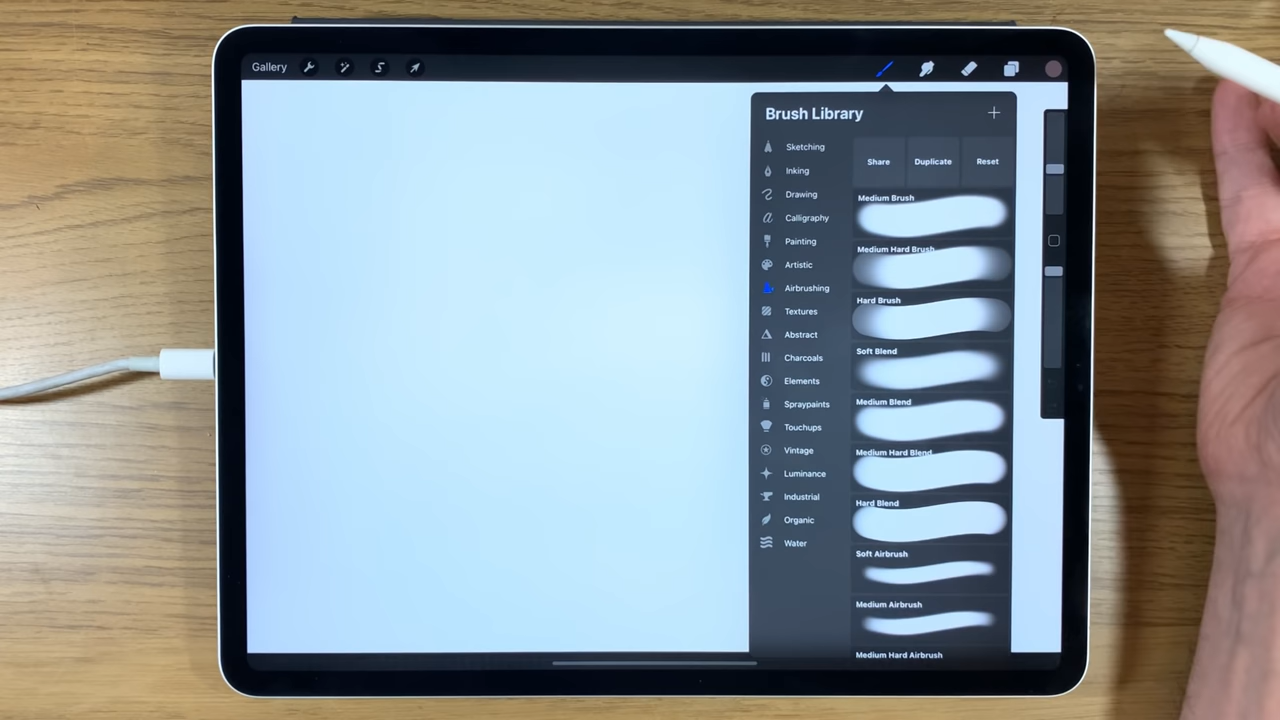 Gallery
Brush Library
Sketching
Inking
Drawing
Calligraphy
Painting
Artistic
Airbrushing
Textures
Abstract
Charcoals
Elements
Spraypaints
Touchups
Vintage
Luminance
Industrial
Organic
Water
Share Duplicate Reset
Medium Brush
Medium Hard Brush
Hard Brush
Soft Blend
Medium Blend
Medium Hard Blend
Hard Blend
Soft Airbrush
Medium Airbrush
Medium Hard Airbrush